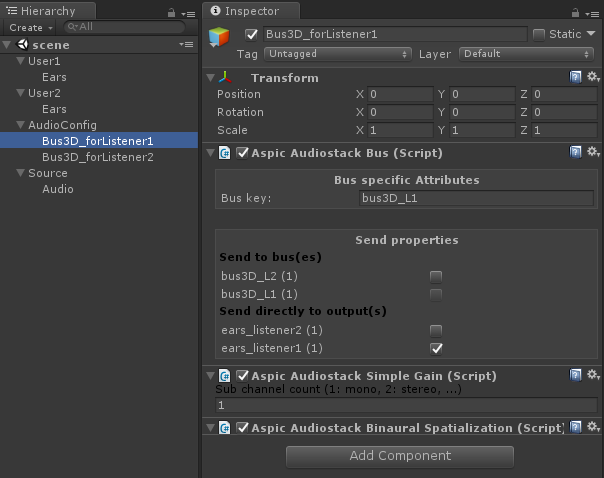 Hierarchy
Create
All
scene
User1
Ears
User2
Ears
AudioConfig
Bus3D_forListener1
Bus3D_forListener2
Source
Audio
Inspector
Bus3D_forListener1
Static
Tag Untagged Layer Default
Transform
Position X 0 Y 0 Z 0
Rotation X 0 Y 0 Z 0
Scale X 1 Y 1 Z 1
Aspic Audiostack Bus (Script)
Bus specific Attributes
Bus key: bus3D_L1
Send properties
Send to bus(es)
bus3D_L2 (1)
bus3D_L1 (1)
Send directly to output(s)
ears_listener2 (1)
ears_listener1 (1)
Aspic Audiostack Simple Gain (Script)
Sub channel count (1: mono, 2: stereo, ...)
1
Aspic Audiostack Binaural Spatialization (Script)
Add Component